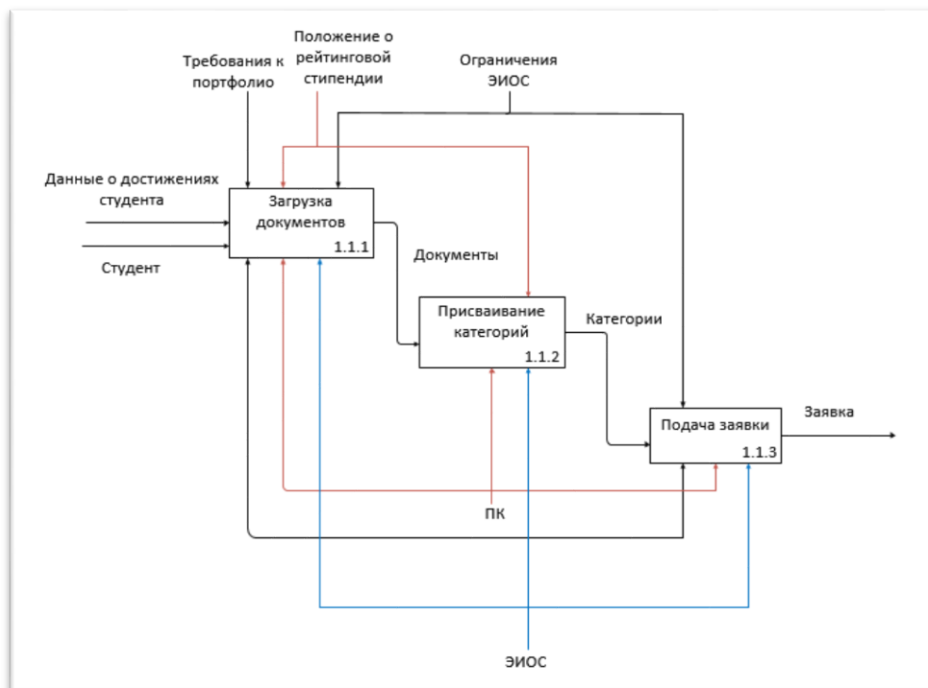 Положение о
рейтинговой
стипендии
Требования к
портфолио
Ограничения
ЭИОС
Данные о достижениях
студента
Студент
Загрузка
документов
1.1.1
Документы
Присваивание
категорий
1.1.2
Категории
Подача заявки
1.1.3
Заявка
ПК
ЭИОС